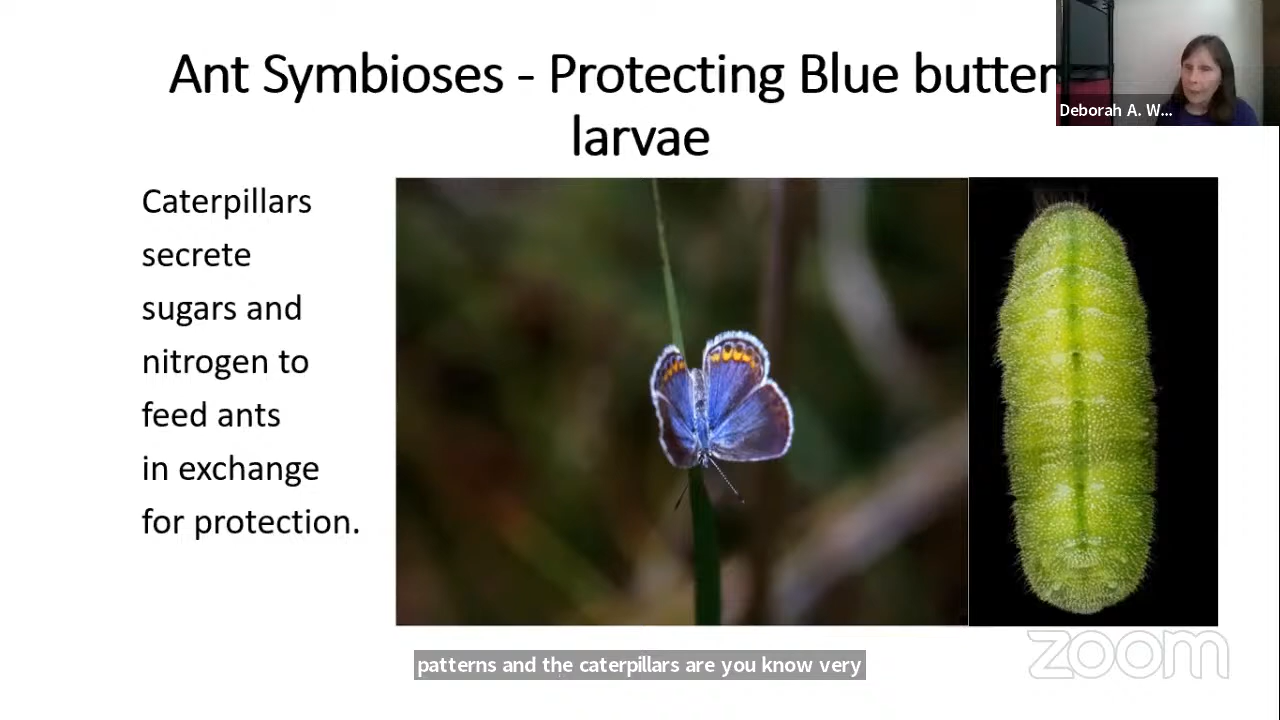 Ant Symbioses - Protecting Blue butter
larvae
Deborah A. W...
Caterpillars
secrete
sugars and
nitrogen to
feed ants
in exchange
for protection.
zoom
patterns and the caterpillars are you know very